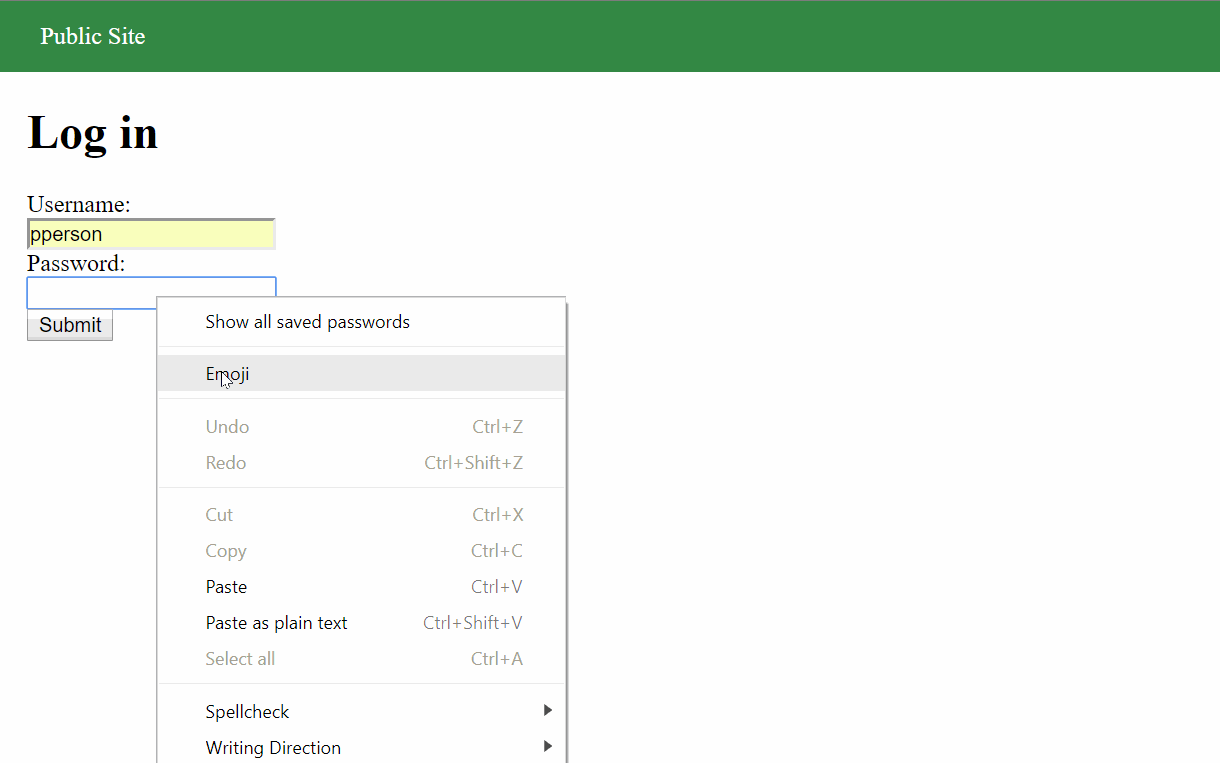 Public Site
Log in
Username:
pperson
Password:
Submit
Show all saved passwords
Emoji
Undo Ctrl+Z
Redo Ctrl+Shift+Z
Cut Ctrl+X
Copy Ctrl+C
Paste Ctrl+V
Paste as plain text Ctrl+Shift+V
Select all Ctrl+A
Spellcheck
Writing Direction